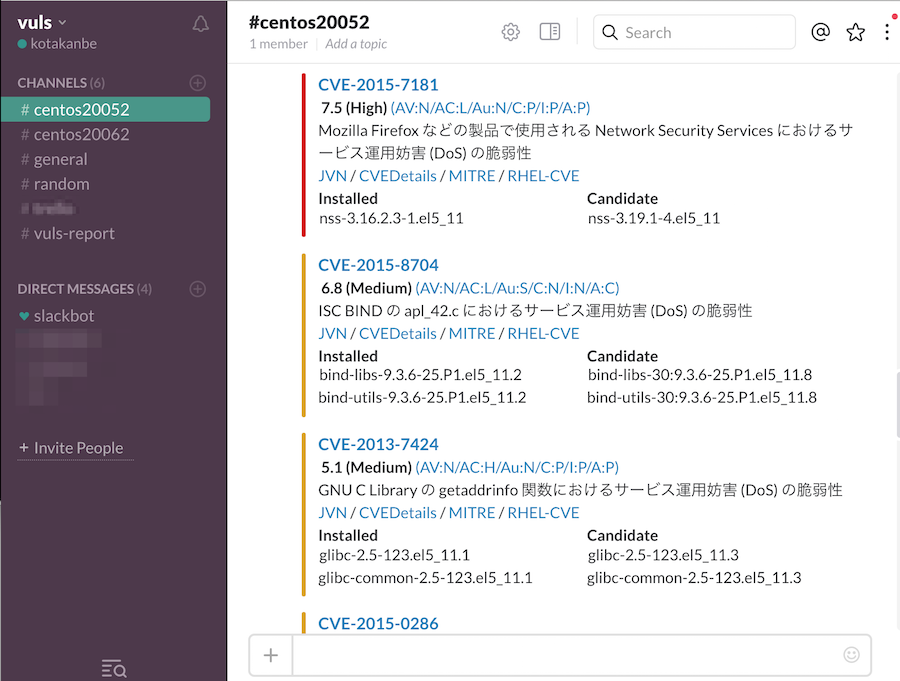 vuls
kotakanbe
CHANNELS (6)
# centos20052
# centos20062
# general
# random
# vuls-report
DIRECT MESSAGES (4)
slackbot
+ Invite People
#centos20052
1 member | Add a topic
Search
CVE-2015-7181
7.5 (High) (AV:N/AC:L/Au:N/C:P/I:P/A:P)
Mozilla Firefox などの製品で使用される Network Security Services におけるサ
ービス運用妨害 (DoS) の脆弱性
JVN / CVEDetails / MITRE / RHEL-CVE
Installed Candidate
nss-3.16.2.3-1.el5_11 nss-3.19.1-4.el5_11
CVE-2015-8704
6.8 (Medium) (AV:N/AC:L/Au:S/C:N/I:N/A:C)
ISC BIND の apl_42.c におけるサービス運用妨害 (DoS) の脆弱性
JVN / CVEDetails / MITRE / RHEL-CVE
Installed Candidate
bind-libs-9.3.6-25.P1.el5_11.2 bind-libs-30:9.3.6-25.P1.el5_11.8
bind-utils-9.3.6-25.P1.el5_11.2 bind-utils-30:9.3.6-25.P1.el5_11.8
CVE-2013-7424
5.1 (Medium) (AV:N/AC:H/Au:N/C:P/I:P/A:P)
GNU C Library の getaddrinfo 関数におけるサービス運用妨害 (DoS) の脆弱性
JVN / CVEDetails / MITRE / RHEL-CVE
Installed Candidate
glibc-2.5-123.el5_11.1 glibc-2.5-123.el5_11.3
glibc-common-2.5-123.el5_11.1 glibc-common-2.5-123.el5_11.3
CVE-2015-0286